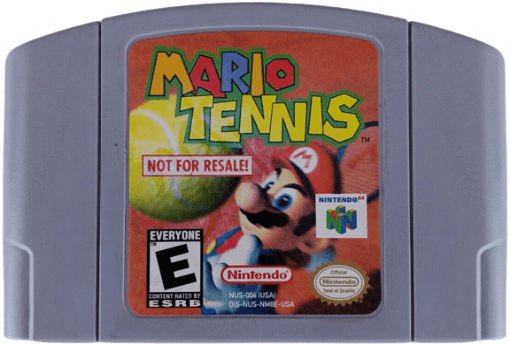 MARIO
TENNIS
TM
NOT FOR RESALE!
M
NINTENDO 64
N
EVERYONE
E
CONTENT RATED BY
ESRB
Nintendo
NUS-006 (USA)
DIS-NUS-NM8E-USA
Official
Nintendo
Seal of Quality